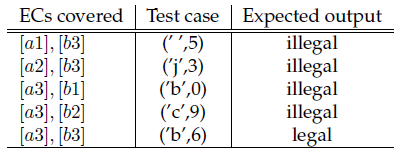 ECs covered Test case Expected output
[a1], [b3] (' ',5) illegal
[a2], [b3] ('j',3) illegal
[a3], [b1] ('b',0) illegal
[a3], [b2] ('c',9) illegal
[a3], [b3] ('b',6) legal